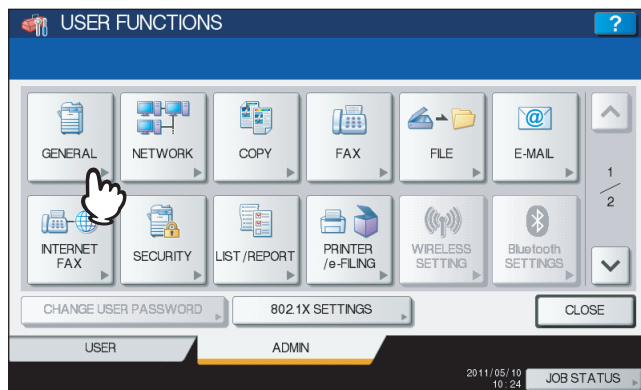 USER FUNCTIONS ?
GENERAL NETWORK COPY FAX FILE E-MAIL
1
2
INTERNET FAX SECURITY LIST/REPORT PRINTER /e-FILING WIRELESS SETTING Bluetooth SETTINGS
CHANGE USER PASSWORD 802.1X SETTINGS CLOSE
USER ADMIN
2011/05/10
10:24 JOB STATUS